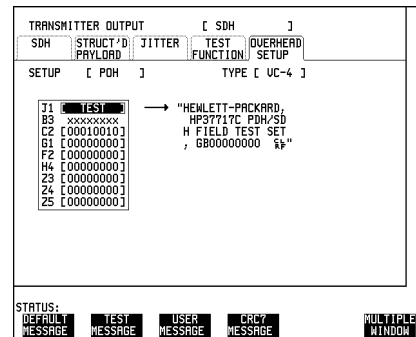 TRANSMITTER OUTPUT [ SDH ]
SDH STRUCT'D PAYLOAD JITTER TEST FUNCTION OVERHEAD SETUP
SETUP [ POH ] TYPE [ VC-4 ]
J1 [ TEST ] → "HEWLETT-PACKARD,
B3 xxxxxxxx HP37717C PDH/SD
C2 [00010010] H FIELD TEST SET
G1 [00000000] , GB00000000 CR LF"
F2 [00000000]
H4 [00000000]
Z3 [00000000]
Z4 [00000000]
Z5 [00000000]
STATUS:
DEFAULT MESSAGE TEST MESSAGE USER MESSAGE CRC7 MESSAGE MULTIPLE WINDOW